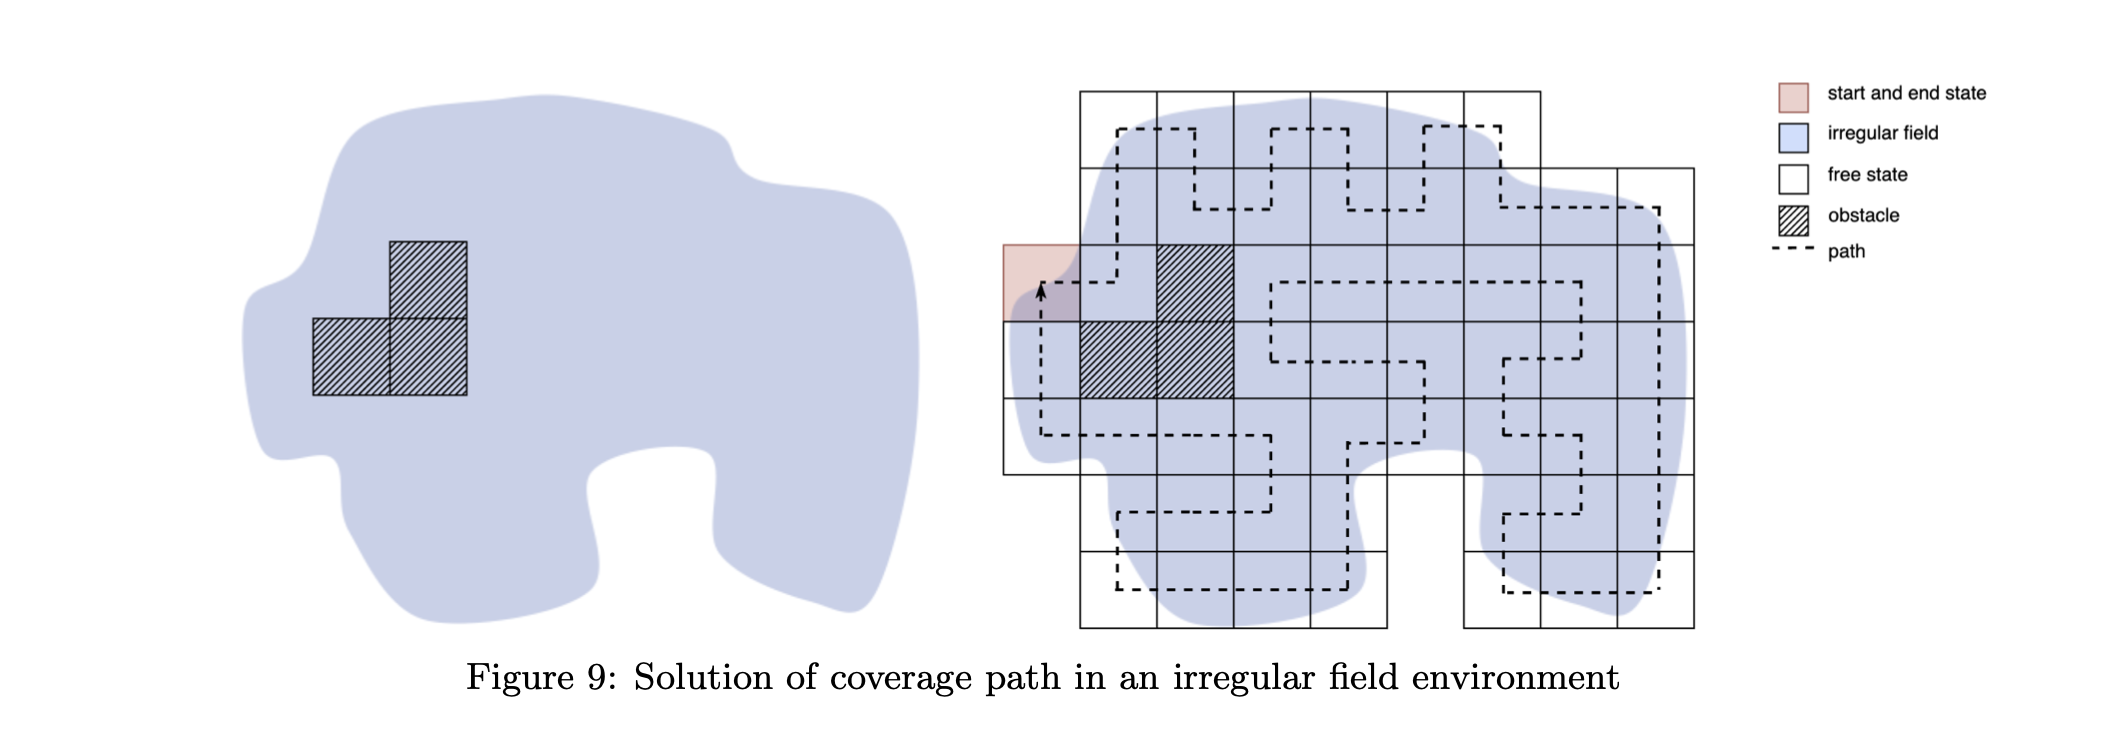 start and end state
irregular field
free state
obstacle
path
Figure 9: Solution of coverage path in an irregular field environment